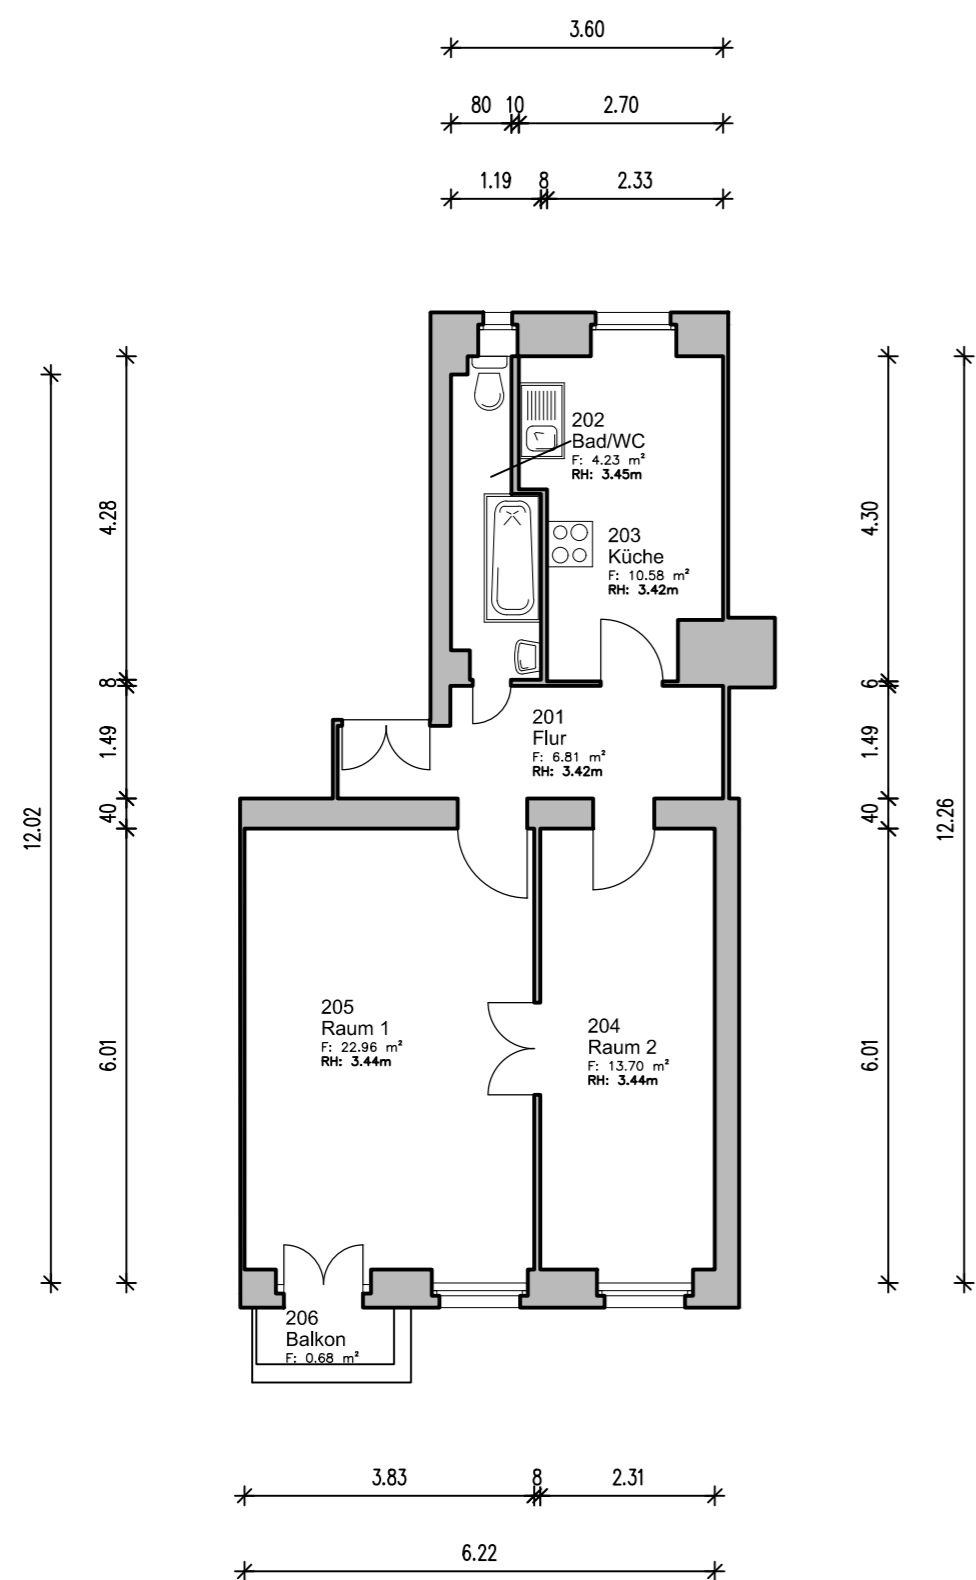 3.60
80 10 2.70
1.19 8 2.33
202
Bad/WC
F: 4.23 m²
RH: 3.45m
203
Küche
F: 10.58 m²
RH: 3.42m
201
Flur
F: 6.81 m²
RH: 3.42m
205
Raum 1
F: 22.96 m²
RH: 3.44m
204
Raum 2
F: 13.70 m²
RH: 3.44m
206
Balkon
F: 0.68 m²
12.02
4.28
8
1.49
40
6.01
4.30
6
1.49
40
6.01
12.26
3.83 8 2.31
6.22